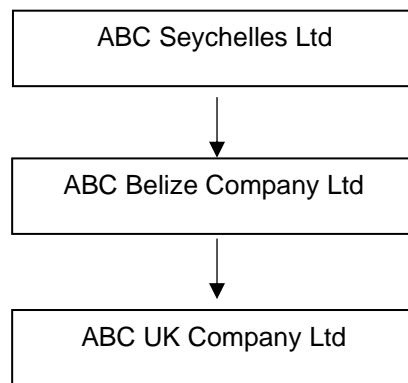 ABC Seychelles Ltd
ABC Belize Company Ltd
ABC UK Company Ltd